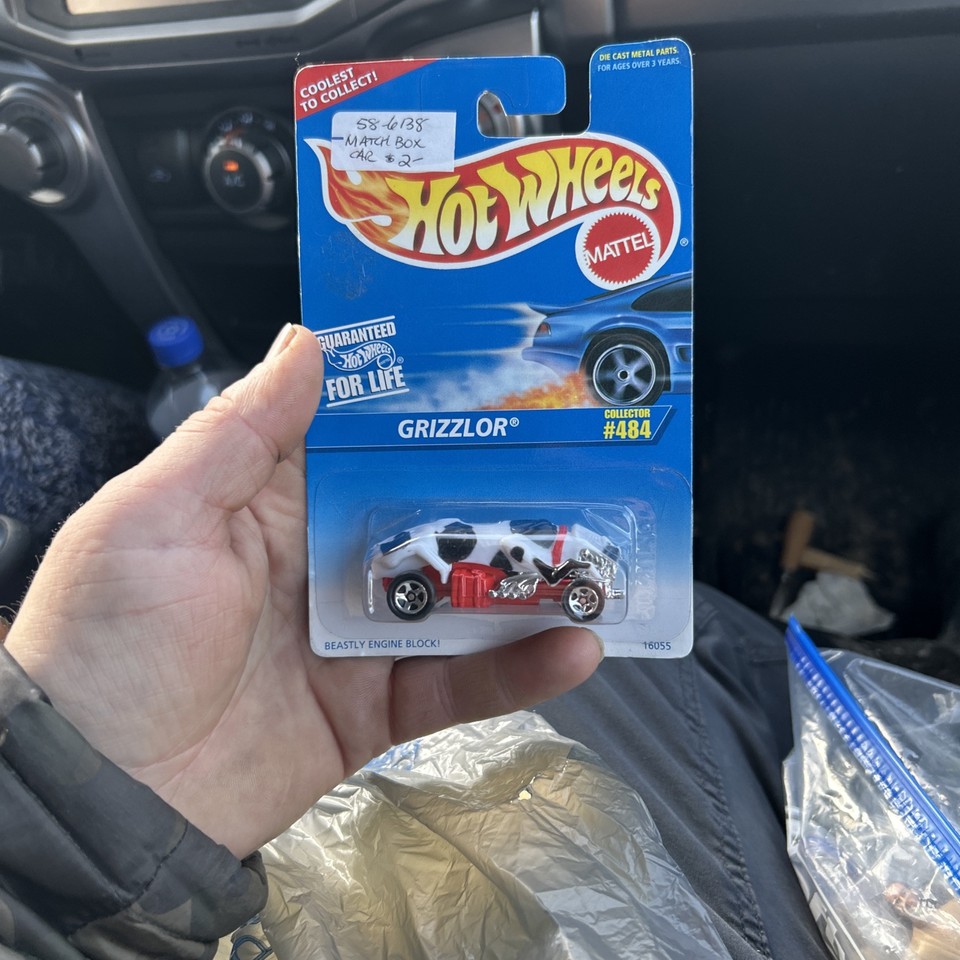 COOLEST
TO COLLECT!
DIE CAST METAL PARTS.
FOR AGES OVER 3 YEARS.
58-6138
MATCH BOX
CAR $2-
HOT WHEELS
MATTEL
®
GUARANTEED
Hot Wheels
®
FOR LIFE
GRIZZLOR®
COLLECTOR
#484
BEASTLY ENGINE BLOCK!
16055